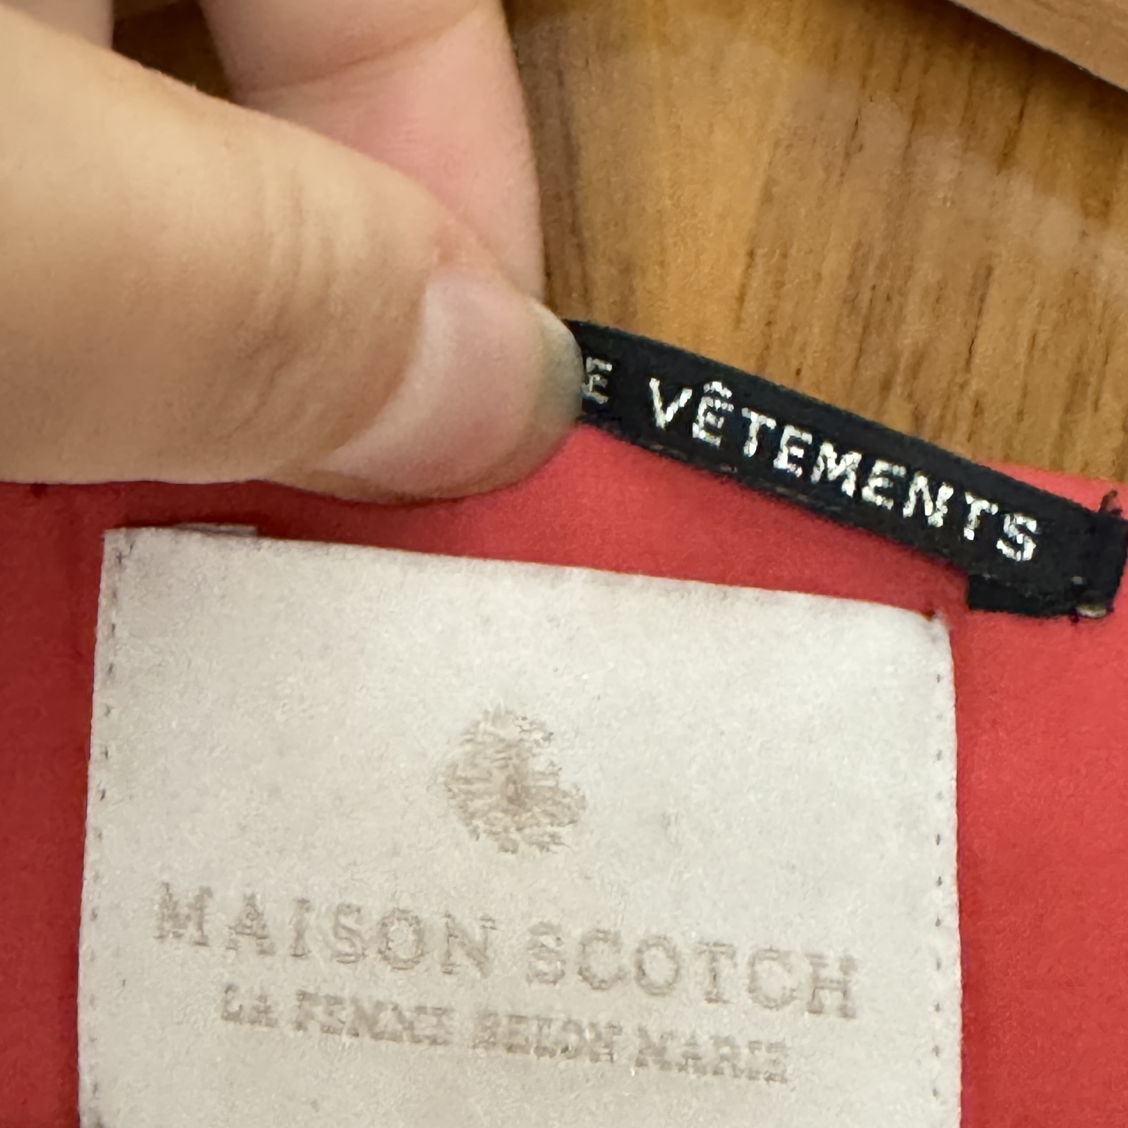 E VÊTEMENTS
MAISON SCOTCH
LA FEMME SELON MARIE